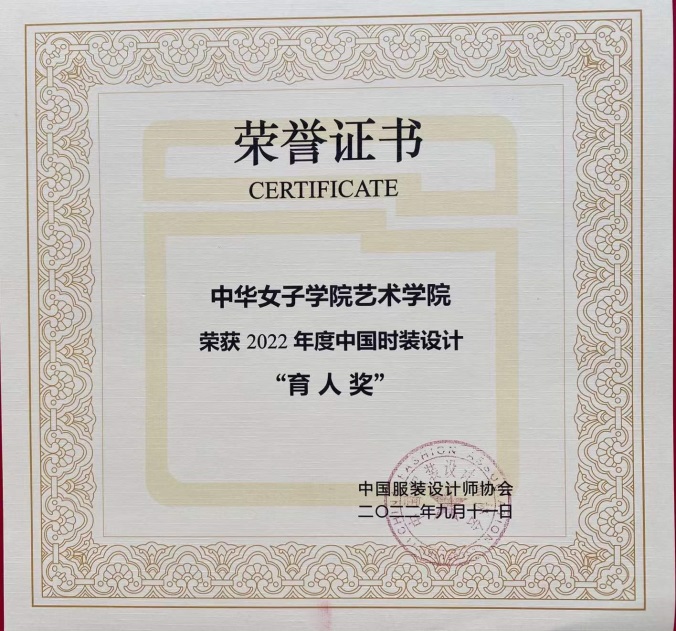 荣誉证书
CERTIFICATE
中华女子学院艺术学院
荣获 2022 年度中国时装设计
“育 人 奖”
中国服装设计师协会
二〇二二年九月十一日